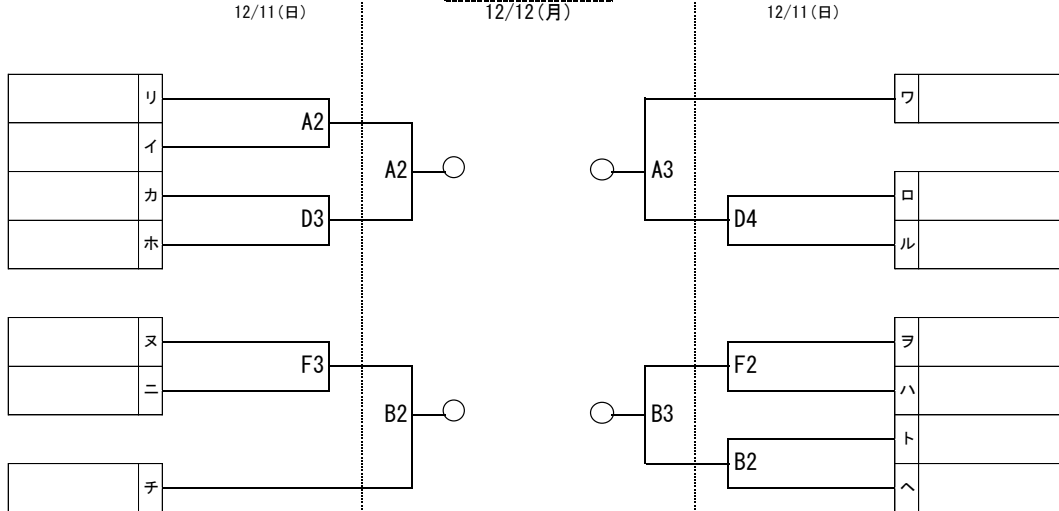 12/11(日) 12/12(月) 12/11(日)
リ ワ
A2
イ
A2 A3
カ ロ
D3 D4
ホ ル
ヌ ヲ
F3 F2
ニ ハ
B2 B3
ト
B2
チ ヘ